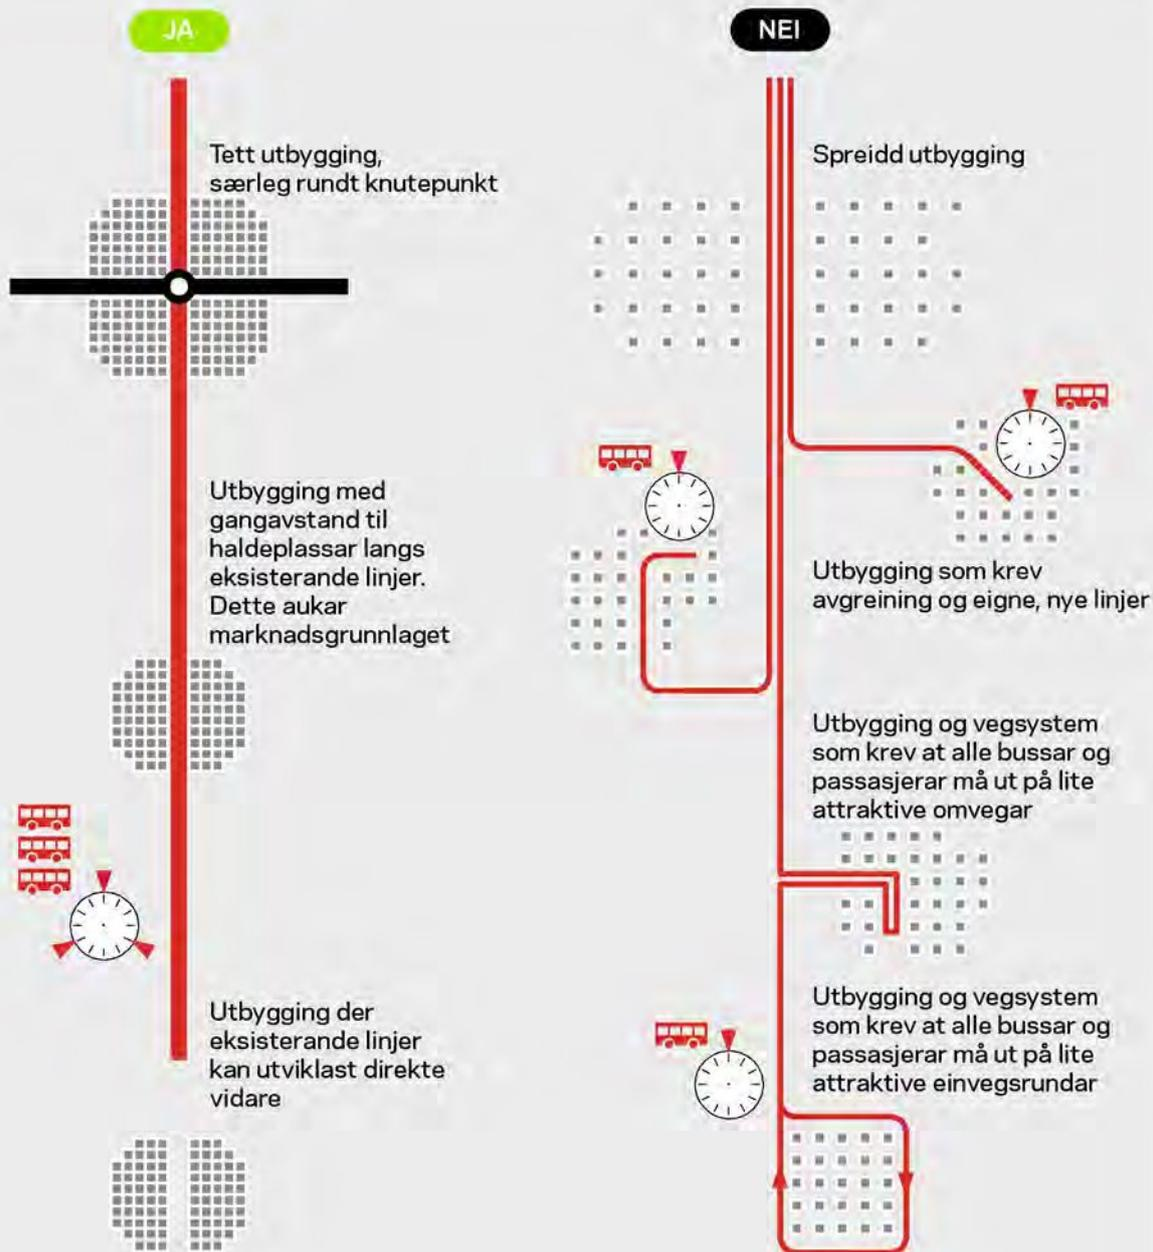 JA
Tett utbygging,
særleg rundt knutepunkt
Utbygging med
gangavstand til
haldeplassar langs
eksisterande linjer.
Dette aukar
marknadsgrunnlaget
Utbygging der
eksisterande linjer
kan utviklast direkte
vidare
NEI
Spreidd utbygging
Utbygging som krev
avgreining og eigne, nye linjer
Utbygging og vegsystem
som krev at alle bussar og
passasjerar må ut på lite
attraktive omvegar
Utbygging og vegsystem
som krev at alle bussar og
passasjerar må ut på lite
attraktive einvegsrundar